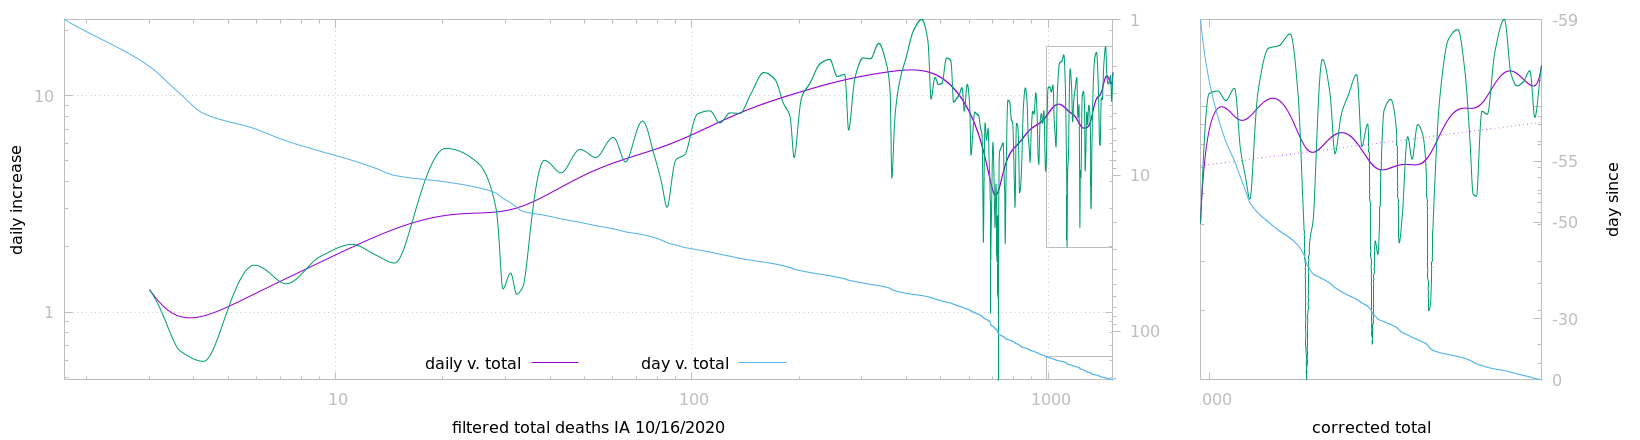 daily increase
10
1
daily v. total
day v. total
10
100
1000
filtered total deaths IA 10/16/2020
1
10
100
-59
-55
-50
-30
0
day since
.000
corrected total